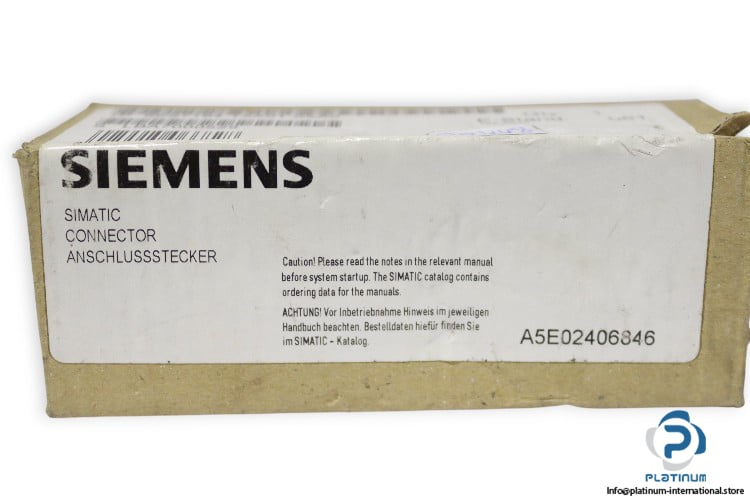 SIEMENS
SIMATIC
CONNECTOR
ANSCHLUSSSTECKER
Caution! Please read the notes in the relevant manual
before system startup. The SIMATIC catalog contains
ordering data for the manuals.
ACHTUNG! Vor Inbetriebnahme Hinweis im jeweiligen
Handbuch beachten. Bestelldaten hiefür finden Sie
im SIMATIC - Katalog.
A5E02406846
PLATINUM
Info@platinum-international.store